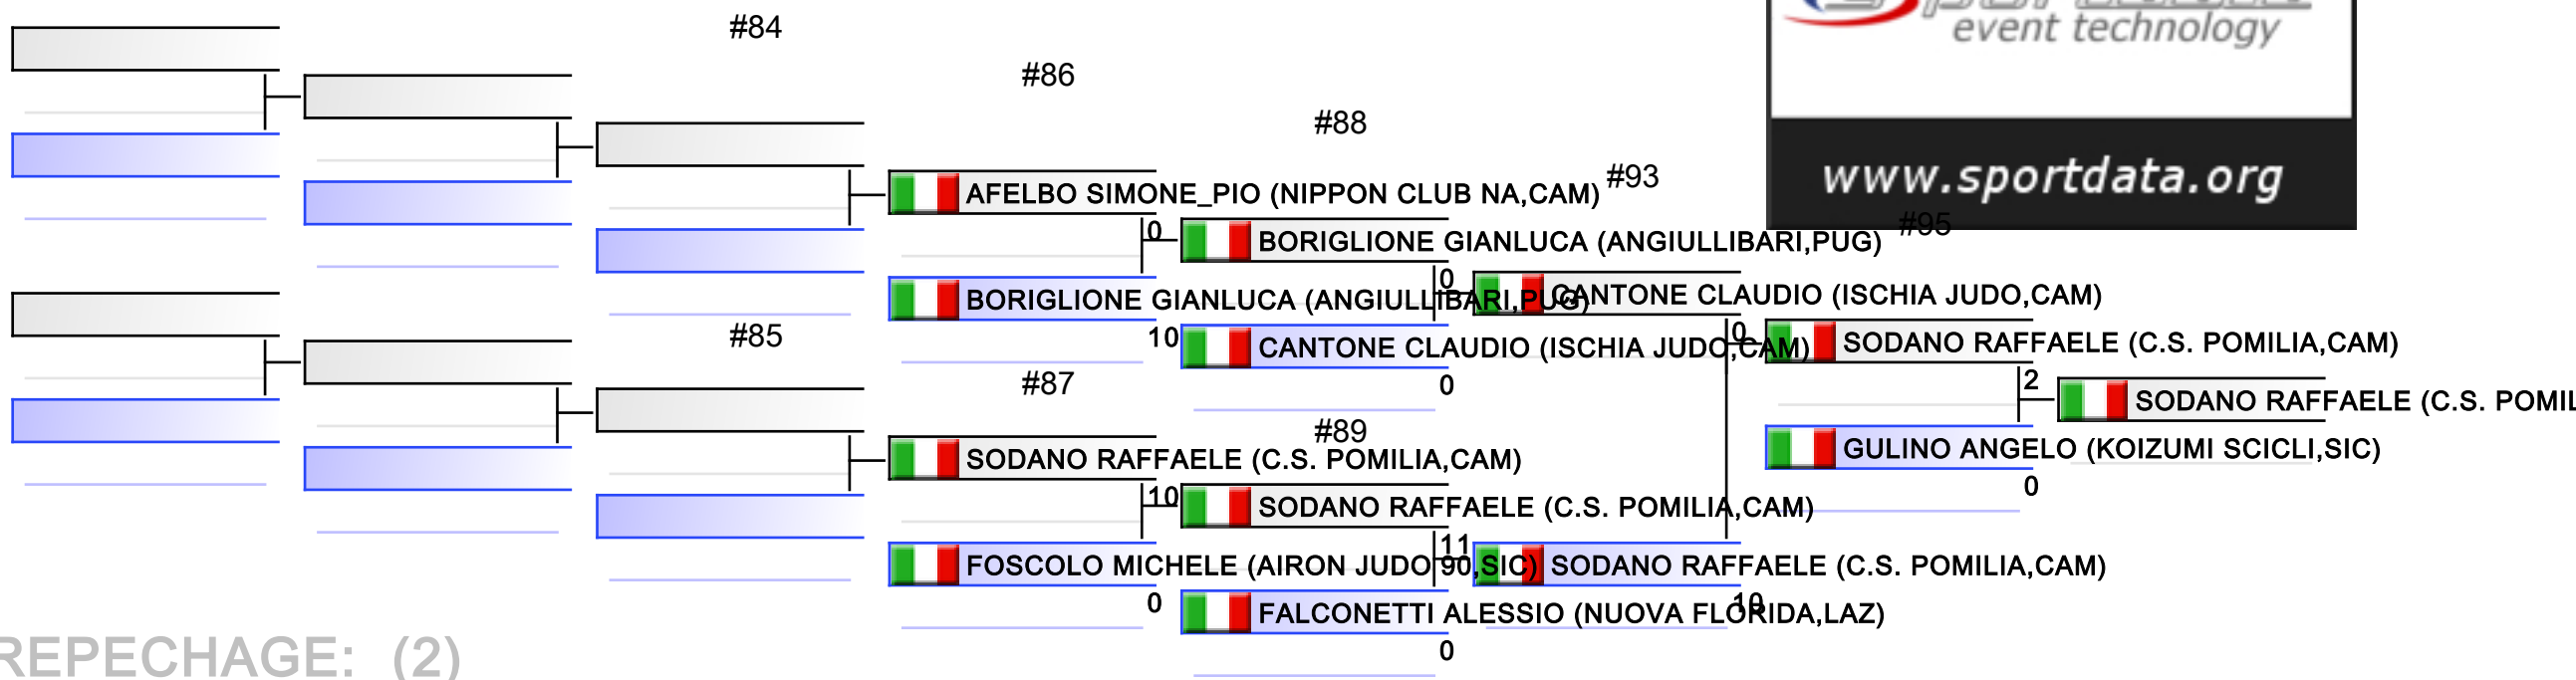 #84
#86
#88
event technology
#93
www.sportdata.org
AFELBO SIMONE_PIO (NIPPON CLUB NA,CAM)
#95
0
BORIGLIONE GIANLUCA (ANGIULLIBARI,PUG)
0
BORIGLIONE GIANLUCA (ANGIULLIBARI,PUG)
CANTONE CLAUDIO (ISCHIA JUDO,CAM)
#85
10
CANTONE CLAUDIO (ISCHIA JUDO,CAM)
0
SODANO RAFFAELE (C.S. POMILIA,CAM)
#87
0
2
SODANO RAFFAELE (C.S. POMIL
#89
GULINO ANGELO (KOIZUMI SCICLI,SIC)
SODANO RAFFAELE (C.S. POMILIA,CAM)
0
10
SODANO RAFFAELE (C.S. POMILIA,CAM)
11
FOSCOLO MICHELE (AIRON JUDO 90,SIC)
SODANO RAFFAELE (C.S. POMILIA,CAM)
0
10
FALCONETTI ALESSIO (NUOVA FLORIDA,LAZ)
0
REPECHAGE: (2)